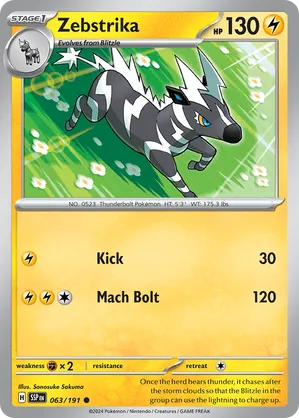 STAGE1 Zebstrika HP 130
Evolves from Blitzle
NO. 0523 Thunderbolt Pokémon HT: 5'3" WT: 175.3 lbs
Kick 30
Mach Bolt 120
weakness ×2 resistance retreat
Illus. Sonosuke Sakuma
H SSP EN 063/191
Once the herd thunders, it charges ahead after
the storm clouds so that the Blitzle in the
group can use the lightning to charge up.
©2024 Pokémon / Nintendo / Creatures / GAME FREAK